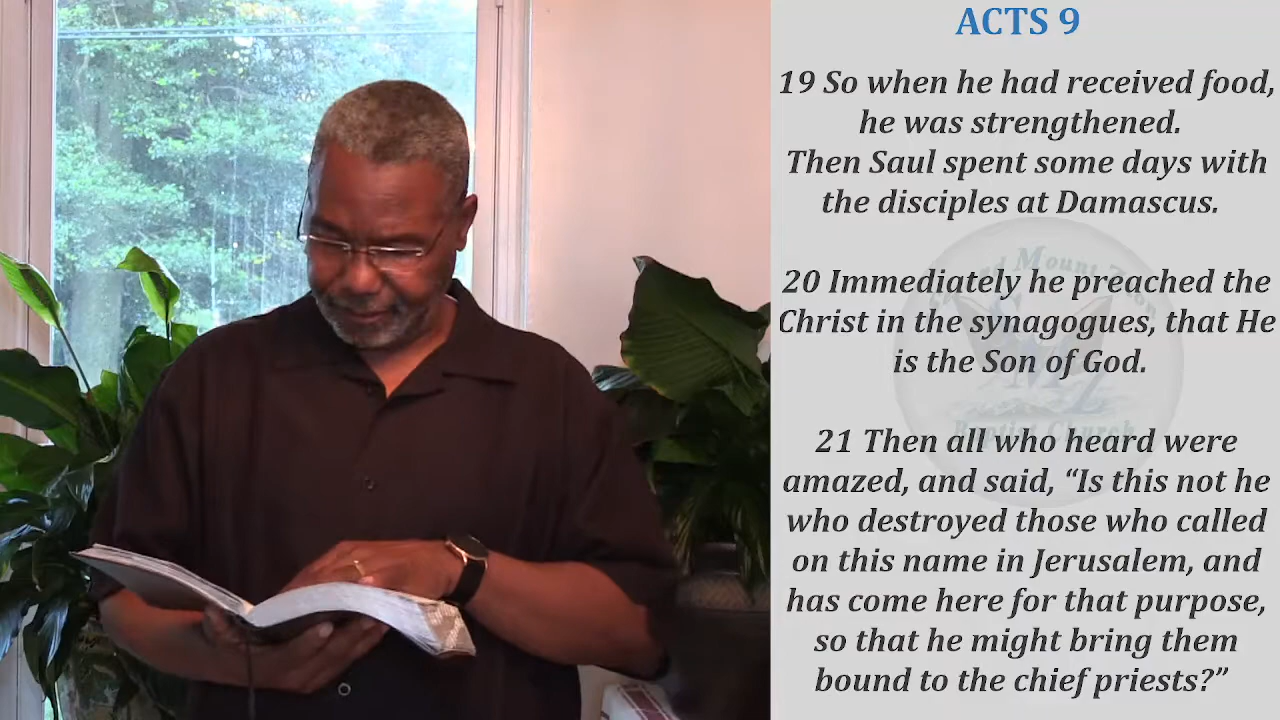 ACTS 9
19 So when he had received food,
he was strengthened.
Then Saul spent some days with
the disciples at Damascus.
20 Immediately he preached the
Christ in the synagogues, that He
is the Son of God.
21 Then all who heard were
amazed, and said, “Is this not he
who destroyed those who called
on this name in Jerusalem, and
has come here for that purpose,
so that he might bring them
bound to the chief priests?”
Mount Zion
Baptist Church